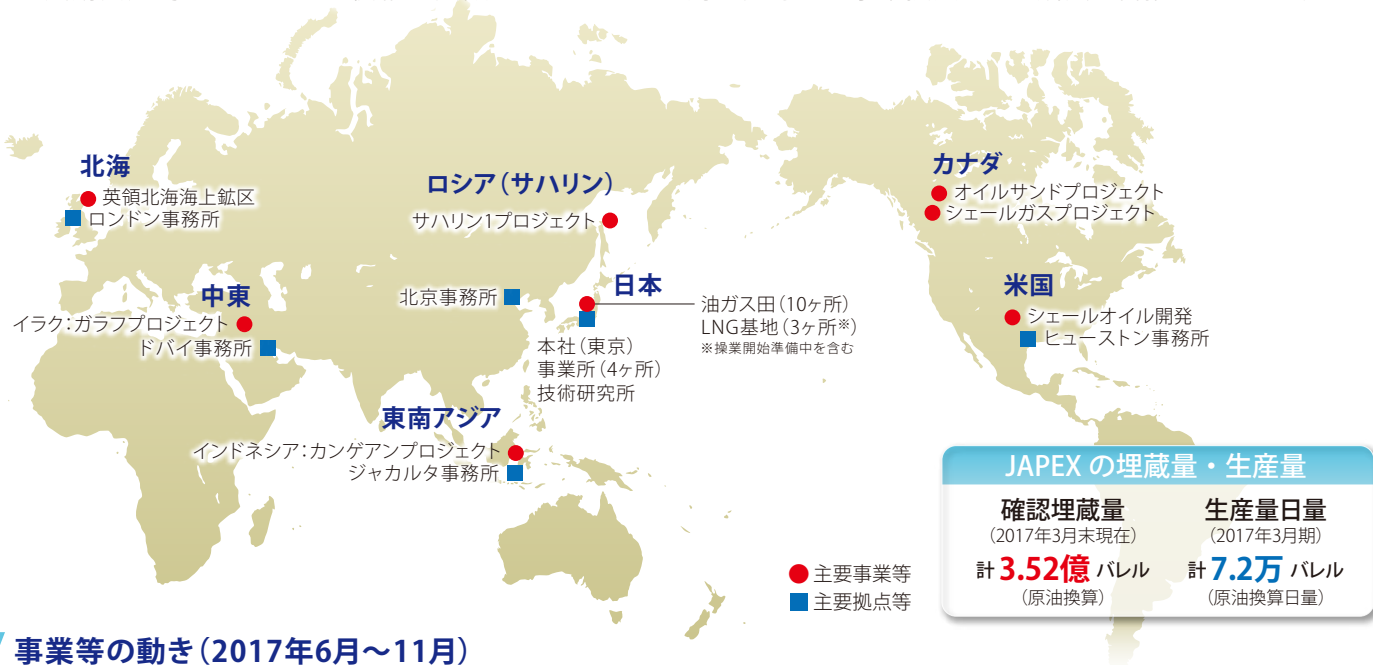 北海
英領北海海上鉱区
ロンドン事務所
ロシア（サハリン）
サハリン1プロジェクト
カナダ
オイルサンドプロジェクト
シェールガスプロジェクト
中東
イラク：ガラフプロジェクト
ドバイ事務所
北京事務所
日本
油ガス田（10ヶ所）
LNG基地（3ヶ所※）
※操業開始準備中を含む
本社（東京）
事業所（4ヶ所）
技術研究所
米国
シェールオイル開発
ヒューストン事務所
東南アジア
インドネシア：カンゲアンプロジェクト
ジャカルタ事務所
主要事業等
主要拠点等
JAPEX の埋蔵量・生産量
確認埋蔵量
（2017年3月末現在）
計 3.52億 バレル
（原油換算）
生産量日量
（2017年3月期）
計 7.2万 バレル
（原油換算日量）
事業等の動き（2017年6月～11月）